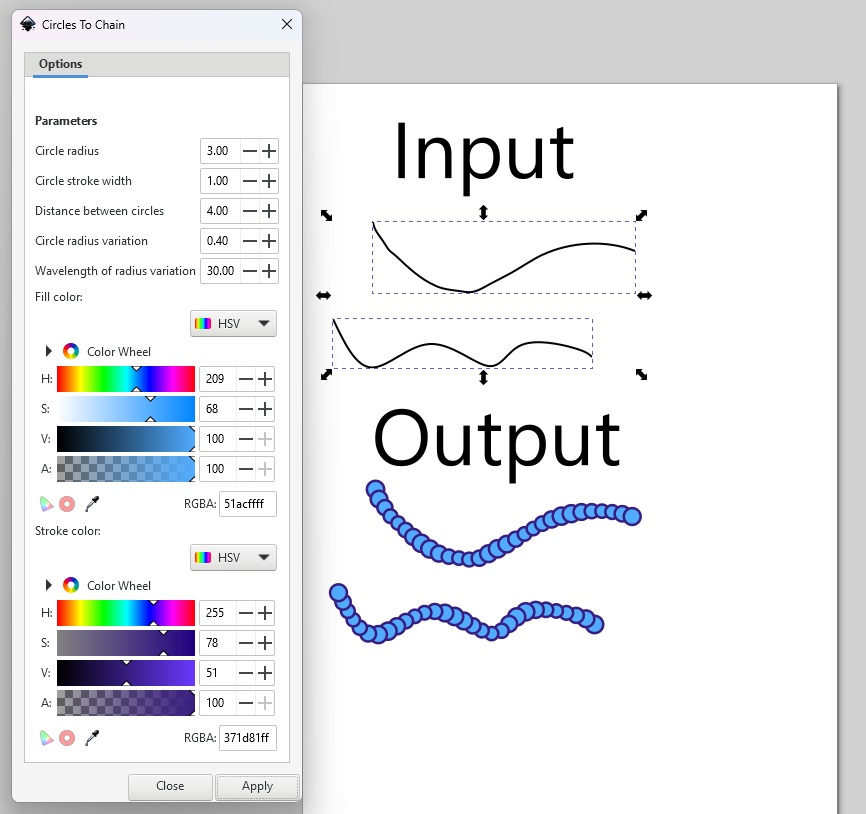 Circles To Chain
Options
Parameters
Circle radius 3.00
Circle stroke width 1.00
Distance between circles 4.00
Circle radius variation 0.40
Wavelength of radius variation 30.00
Fill color:
HSV
Color Wheel
H: 209
S: 68
V: 100
A: 100
RGBA: 51acffff
Stroke color:
HSV
Color Wheel
H: 255
S: 78
V: 51
A: 100
RGBA: 371d81ff
Close Apply
Input
Output